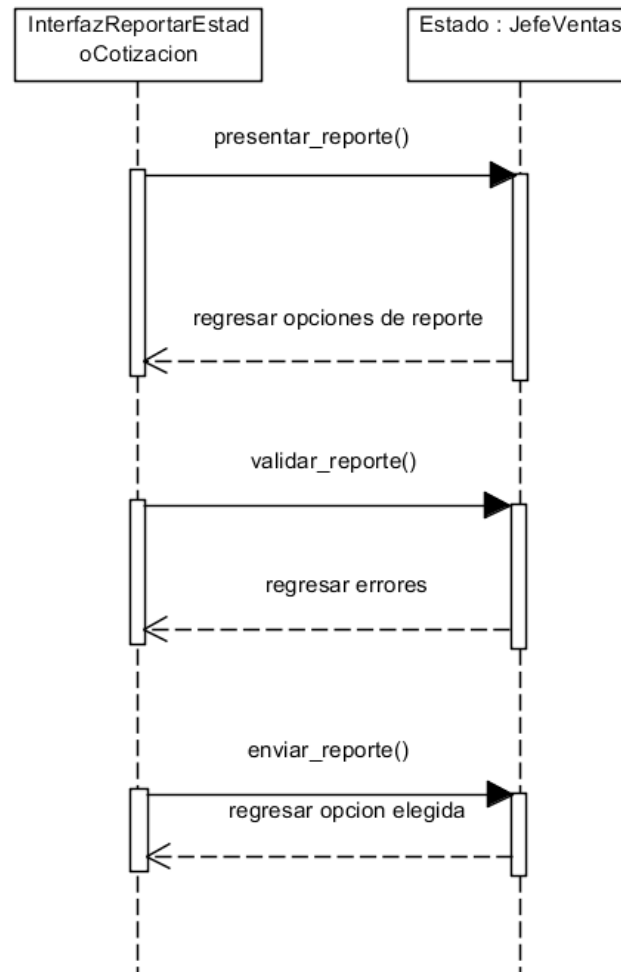 InterfazReportarEstad
oCotizacion
Estado : JefeVentas
presentar_reporte()
regresar opciones de reporte
validar_reporte()
regresar errores
enviar_reporte()
regresar opcion elegida